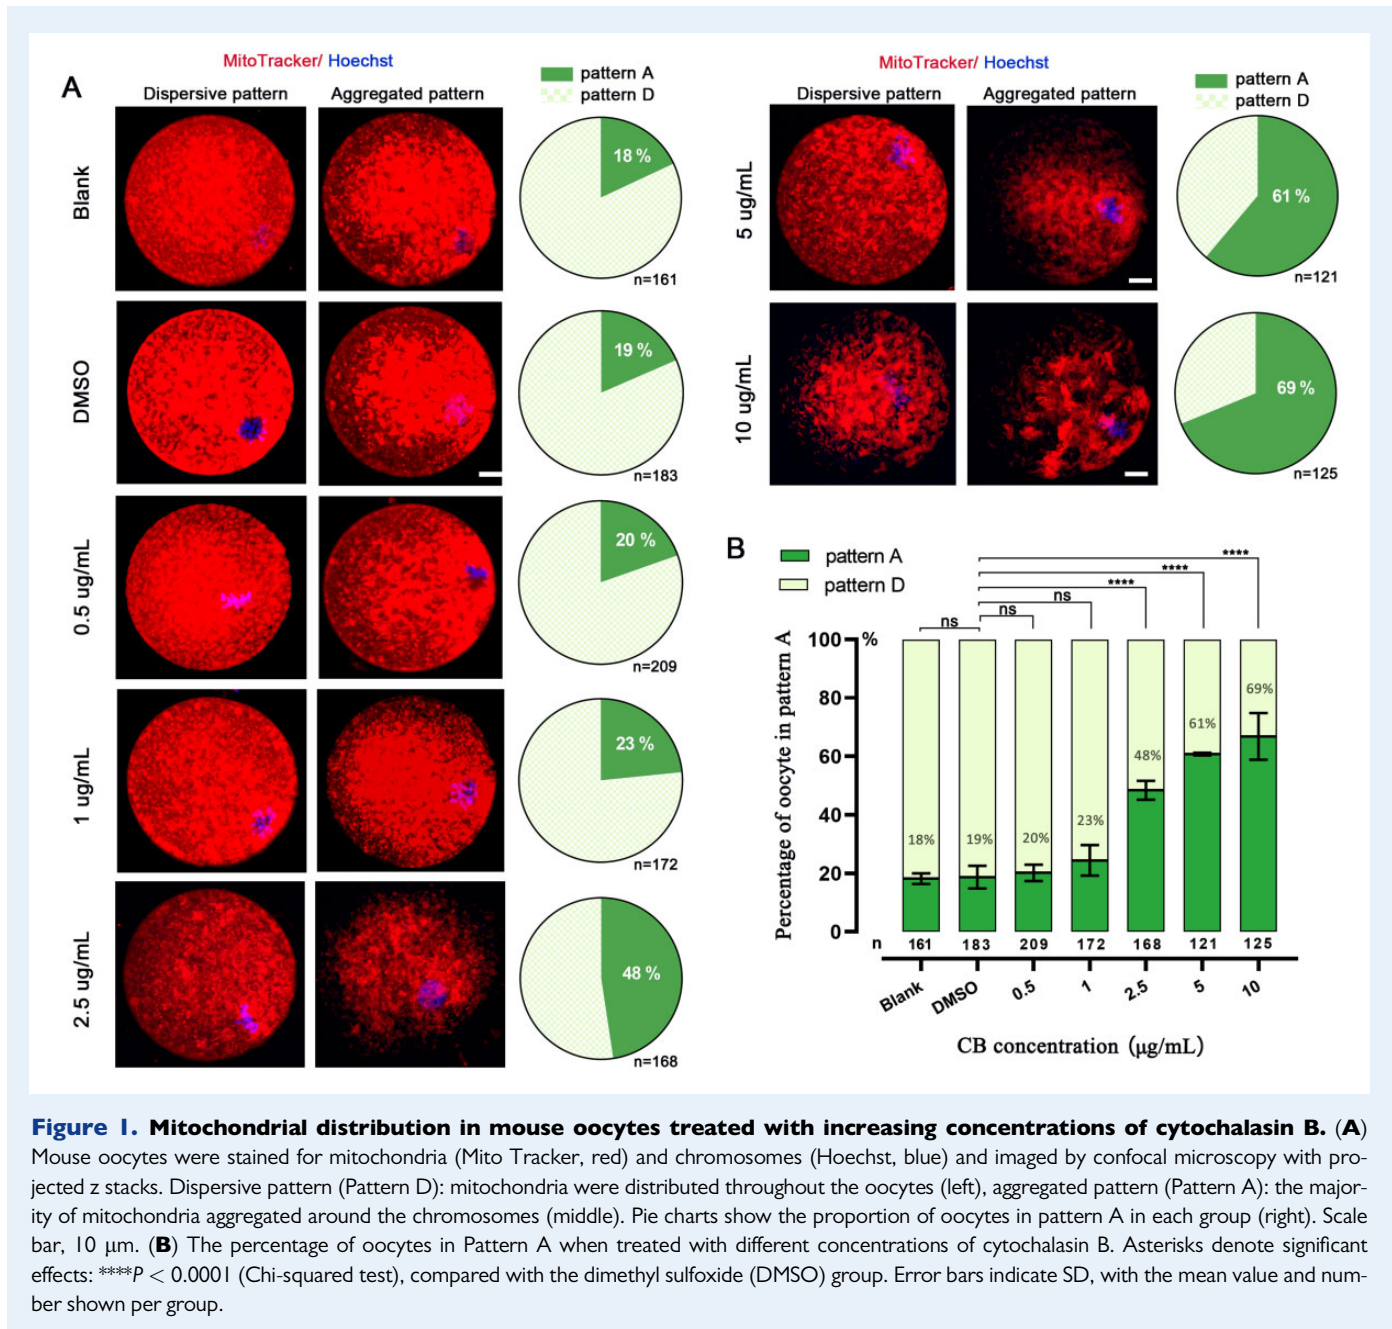 A
MitoTracker/ Hoechst
Dispersive pattern
Aggregated pattern
pattern A
pattern D
Blank
18 %
n=161
DMSO
19 %
n=183
0.5 ug/mL
20 %
n=209
1 ug/mL
23 %
n=172
2.5 ug/mL
48 %
n=168
MitoTracker/ Hoechst
Dispersive pattern
Aggregated pattern
pattern A
pattern D
5 ug/mL
61 %
n=121
10 ug/mL
69 %
n=125
B
pattern A
pattern D
ns
ns
ns
****
****
****
Percentage of oocyte in pattern A
100 %
80
60
40
20
0
18%
19%
20%
23%
48%
61%
69%
n 161 183 209 172 168 121 125
Blank DMSO 0.5 1 2.5 5 10
CB concentration (μg/mL)
Figure 1. Mitochondrial distribution in mouse oocytes treated with increasing concentrations of cytochalasin B. (A)
Mouse oocytes were stained for mitochondria (Mito Tracker, red) and chromosomes (Hoechst, blue) and imaged by confocal microscopy with pro-
jected z stacks. Dispersive pattern (Pattern D): mitochondria were distributed throughout the oocytes (left), aggregated pattern (Pattern A): the major-
ity of mitochondria aggregated around the chromosomes (middle). Pie charts show the proportion of oocytes in pattern A in each group (right). Scale
bar, 10 μm. (B) The percentage of oocytes in Pattern A when treated with different concentrations of cytochalasin B. Asterisks denote significant
effects: ****P < 0.0001 (Chi-squared test), compared with the dimethyl sulfoxide (DMSO) group. Error bars indicate SD, with the mean value and num-
ber shown per group.